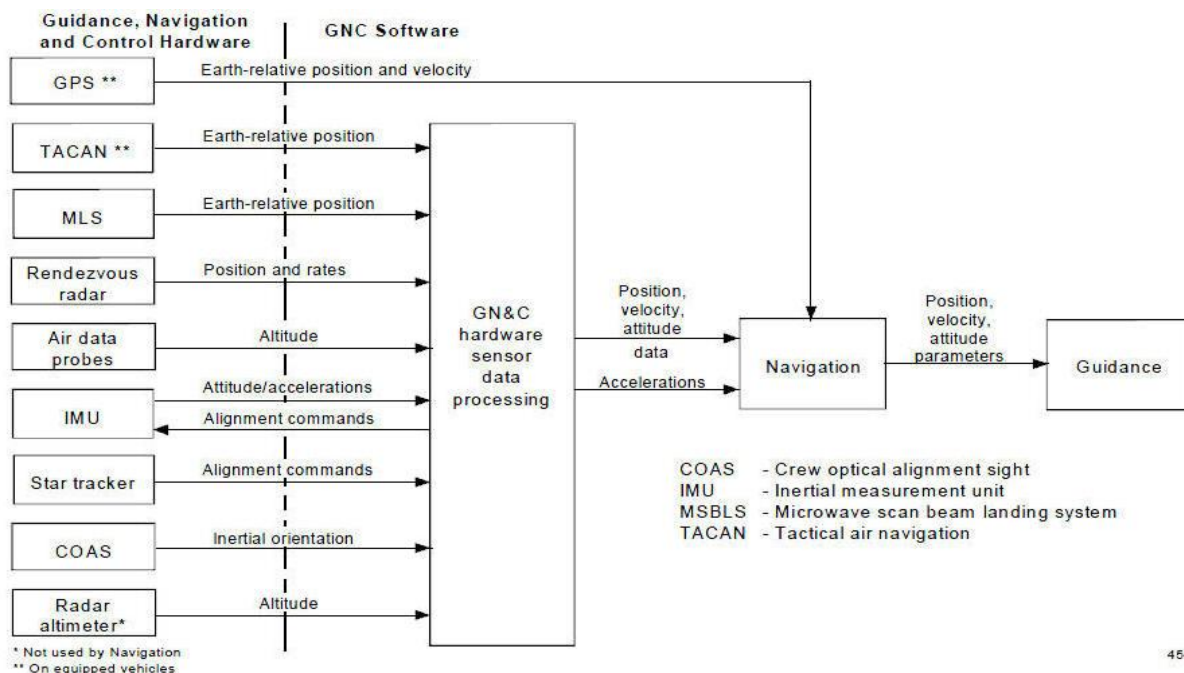 Guidance, Navigation
and Control Hardware
GNC Software
GPS **
Earth-relative position and velocity
TACAN **
Earth-relative position
MLS
Earth-relative position
Rendezvous
radar
Position and rates
Air data
probes
Altitude
IMU
Attitude/accelerations
Alignment commands
Star tracker
Alignment commands
COAS
Inertial orientation
Radar
altimeter*
Altitude
GN&C
hardware
sensor
data
processing
Position,
velocity,
attitude
data
Accelerations
Navigation
Position,
velocity,
attitude
parameters
Guidance
COAS - Crew optical alignment sight
IMU - Inertial measurement unit
MSBLS - Microwave scan beam landing system
TACAN - Tactical air navigation
* Not used by Navigation
** On equipped vehicles
45